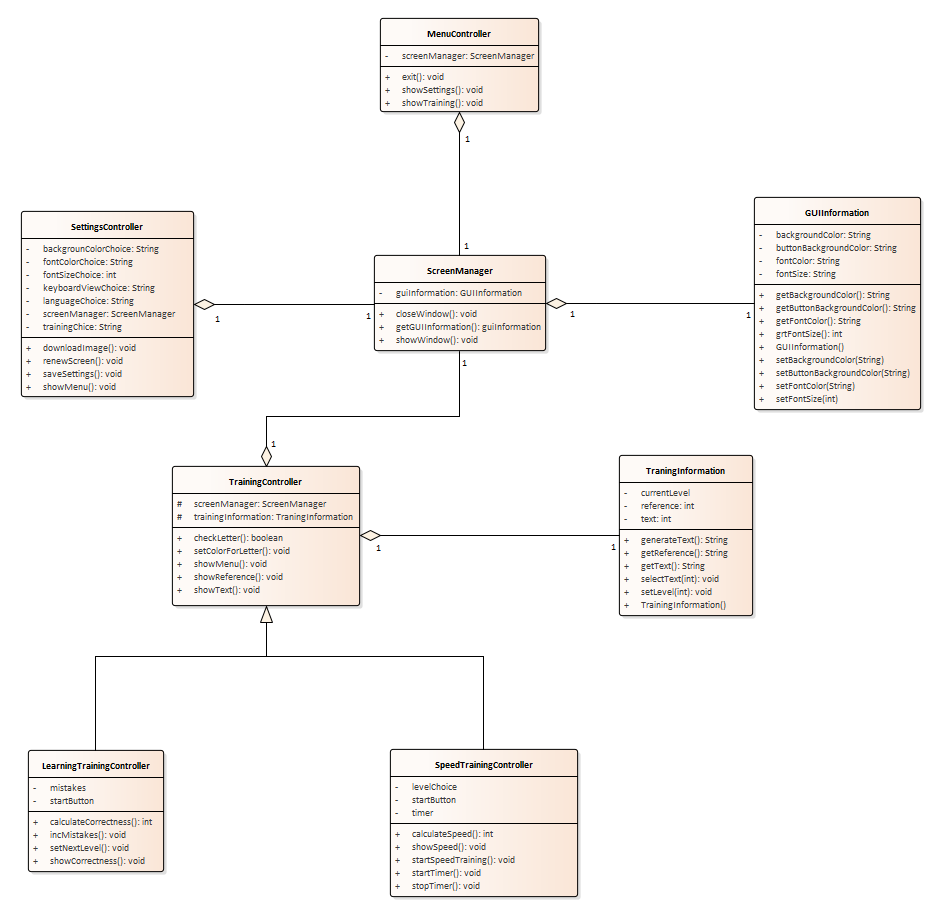 MenuController
- screenManager: ScreenManager
+ exit(): void
+ showSettings(): void
+ showTraining(): void
1
1
SettingsController
- backgrounColorChoice: String
- fontColorChoice: String
- fontSizeChoice: int
- keyboardViewChoice: String
- languageChoice: String
- screenManager: ScreenManager
- trainingChice: String
+ downloadImage(): void
+ renewScreen(): void
+ saveSettings(): void
+ showMenu(): void
1
1
ScreenManager
- guiInformation: GUIInformation
+ closeWindow(): void
+ getGUIInformation(): guiInformation
+ showWindow(): void
1
1
GUIInformation
- backgroundColor: String
- buttonBackgroundColor: String
- fontColor: String
- fontSize: String
+ getBackgroundColor(): String
+ getButtonBackgroundColor(): String
+ getFontColor(): String
+ grtFontSize(): int
+ GUIInformation()
+ setBackgroundColor(String)
+ setButtonBackgroundColor(String)
+ setFontColor(String)
+ setFontSize(int)
1
1
TrainingController
# screenManager: ScreenManager
# trainingInformation: TraningInformation
+ checkLetter(): boolean
+ setColorForLetter(): void
+ showMenu(): void
+ showReference(): void
+ showText(): void
1
1
TraningInformation
- currentLevel
- reference: int
- text: int
+ generateText(): String
+ getReference(): String
+ getText(): String
+ selectText(int): void
+ setLevel(int): void
+ TrainingInformation()
LearningTrainingController
- mistakes
- startButton
+ calculateCorrectness(): int
+ incMistakes(): void
+ setNextLevel(): void
+ showCorrectness(): void
SpeedTrainingController
- levelChoice
- startButton
- timer
+ calculateSpeed(): int
+ showSpeed(): void
+ startSpeedTraining(): void
+ startTimer(): void
+ stopTimer(): void